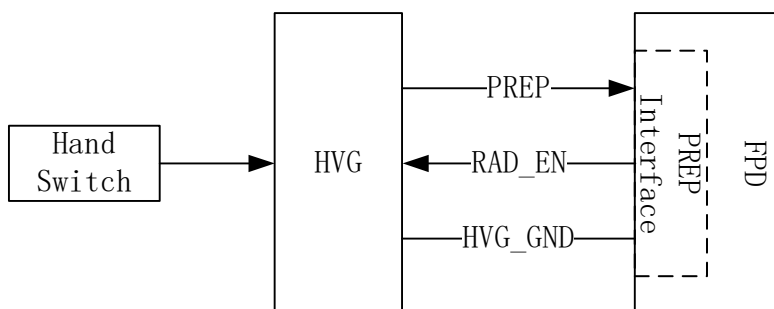 Hand
Switch
HVG
PREP
RAD_EN
HVG_GND
PREP
Interface
FPD